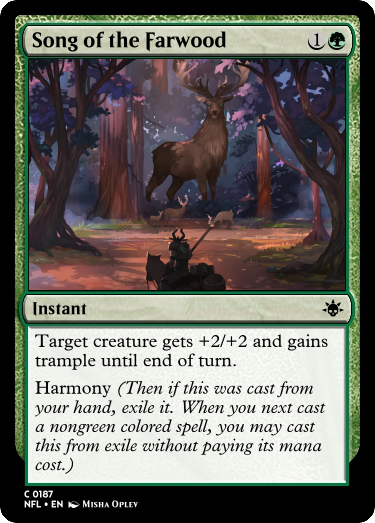 Song of the Farwood 1
Instant
Target creature gets +2/+2 and gains
trample until end of turn.
Harmony (Then if this was cast from
your hand, exile it. When you next cast
a nongreen colored spell, you may cast
this from exile without paying its mana
cost.)
C 0187
NFL • EN Misha Oplev